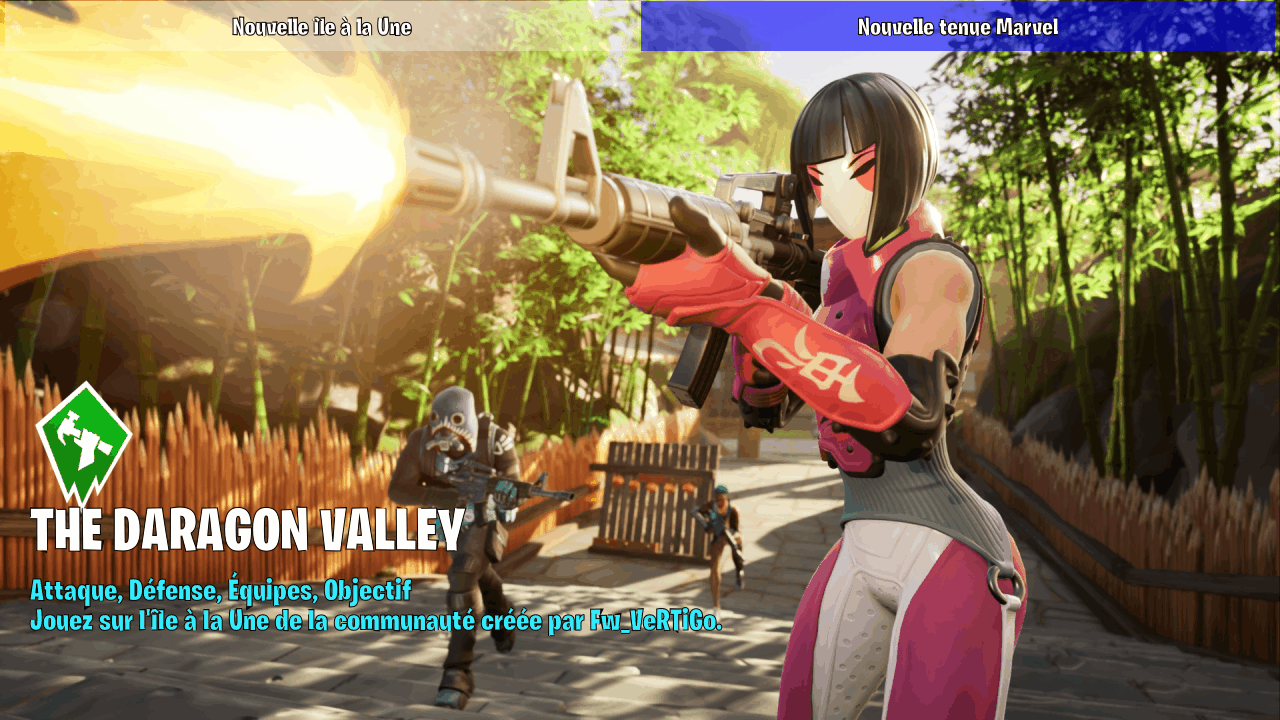 Nouvelle île à la Une
Nouvelle tenue Marvel
THE DARAGON VALLEY
Attaque, Défense, Équipes, Objectif
Jouez sur l'île à la Une de la communauté créée par Fw_VeRTiGo.